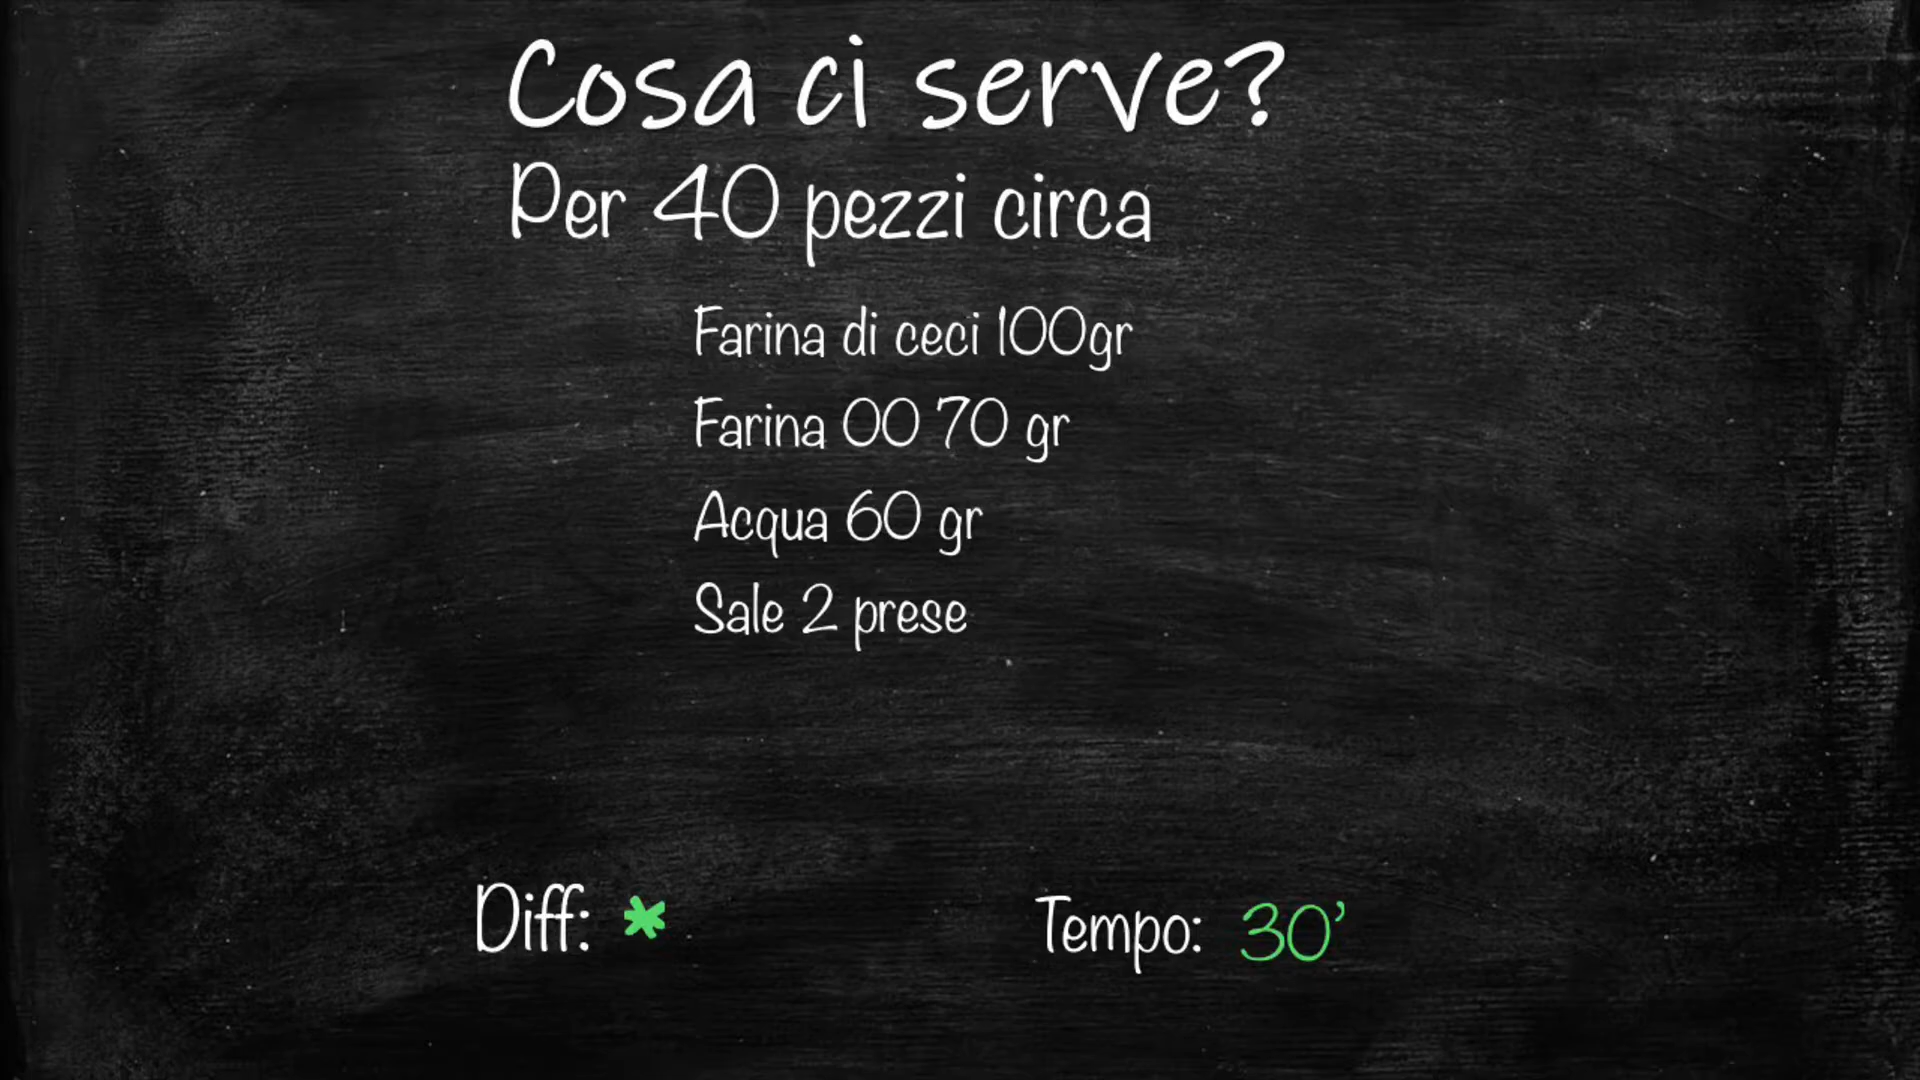 Cosa ci serve?
Per 40 pezzi circa
Farina di ceci 100gr
Farina 00 70 gr
Acqua 60 gr
Sale 2 prese
Diff: *
Tempo: 30'